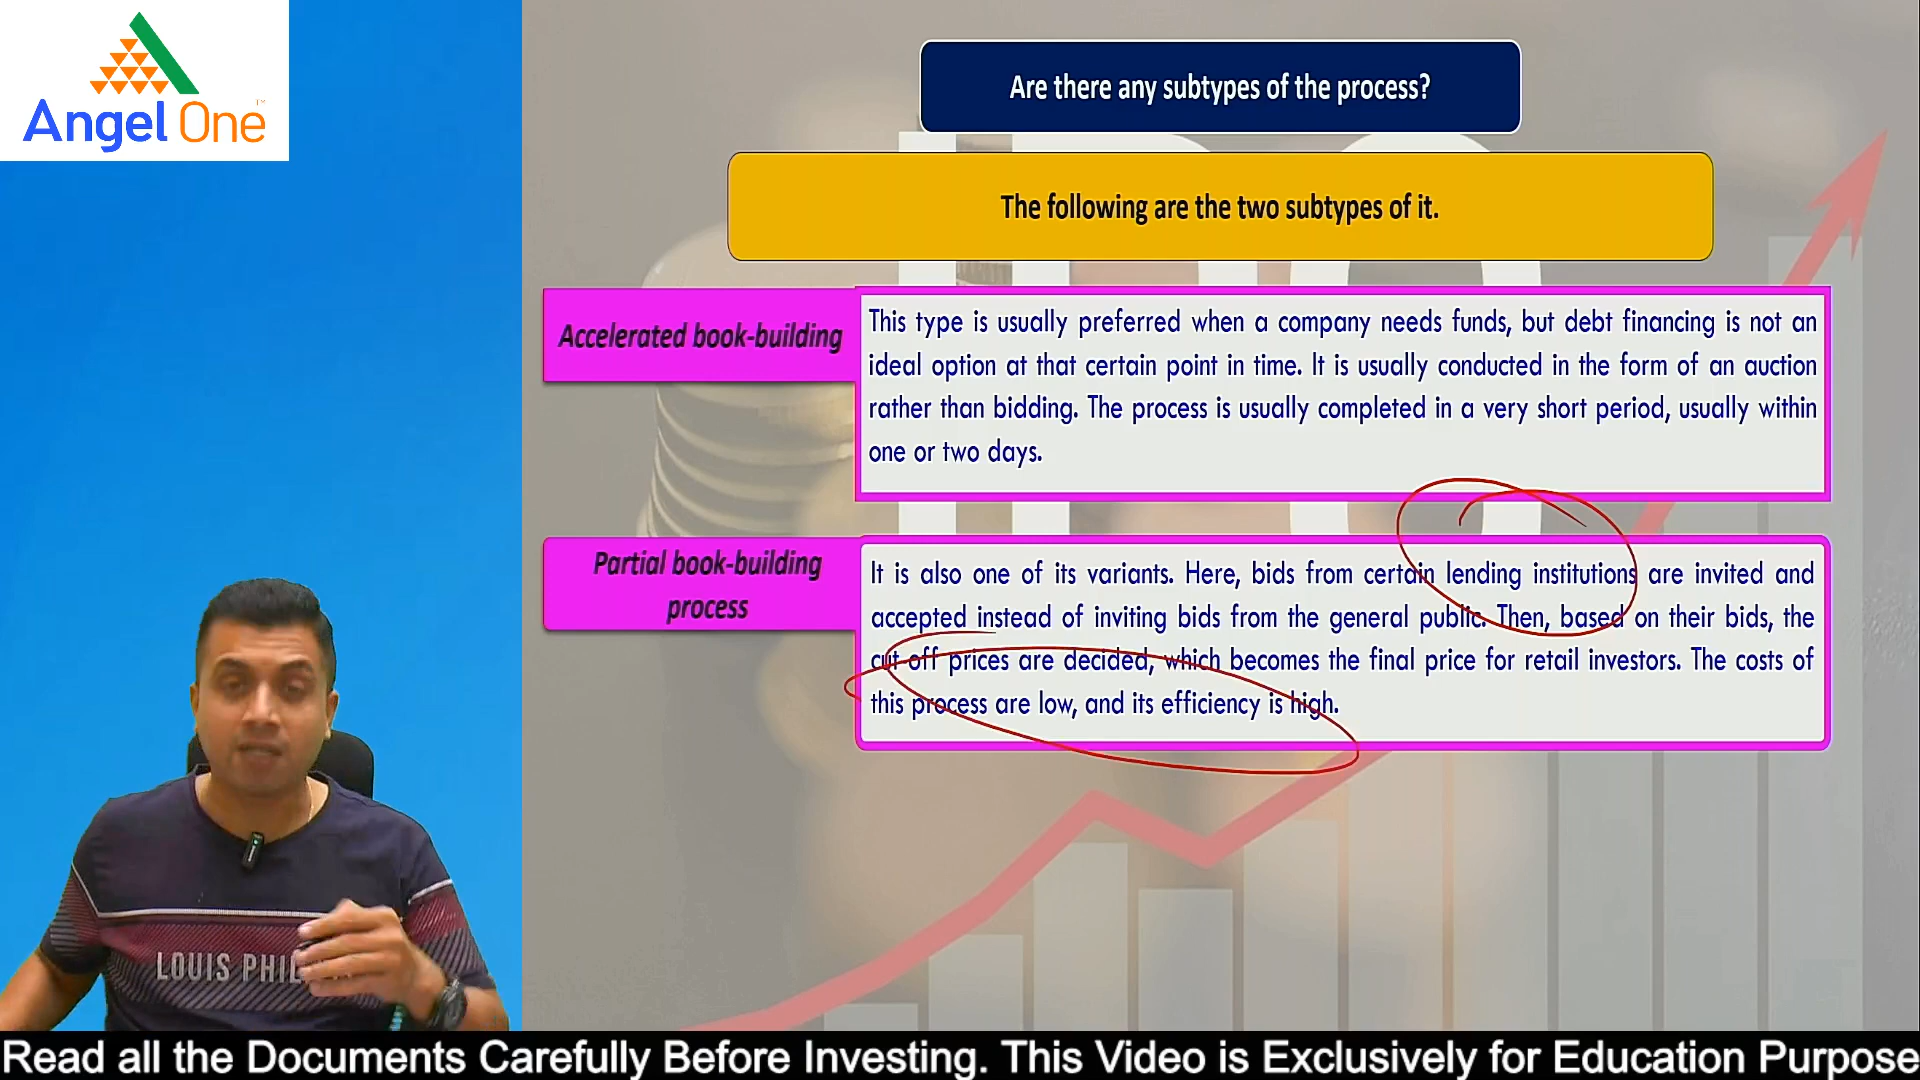 Angel One
Are there any subtypes of the process?
The following are the two subtypes of it.
Accelerated book-building
This type is usually preferred when a company needs funds, but debt financing is not an
ideal option at that certain point in time. It is usually conducted in the form of an auction
rather than bidding. The process is usually completed in a very short period, usually within
one or two days.
Partial book-building
process
It is also one of its variants. Here, bids from certain lending institutions are invited and
accepted instead of inviting bids from the general public. Then, based on their bids, the
cut-off prices are decided, which becomes the final price for retail investors. The costs of
this process are low, and its efficiency is high.
LOUIS
Read all the Documents Carefully Before Investing. This Video is Exclusively for Education Purpose